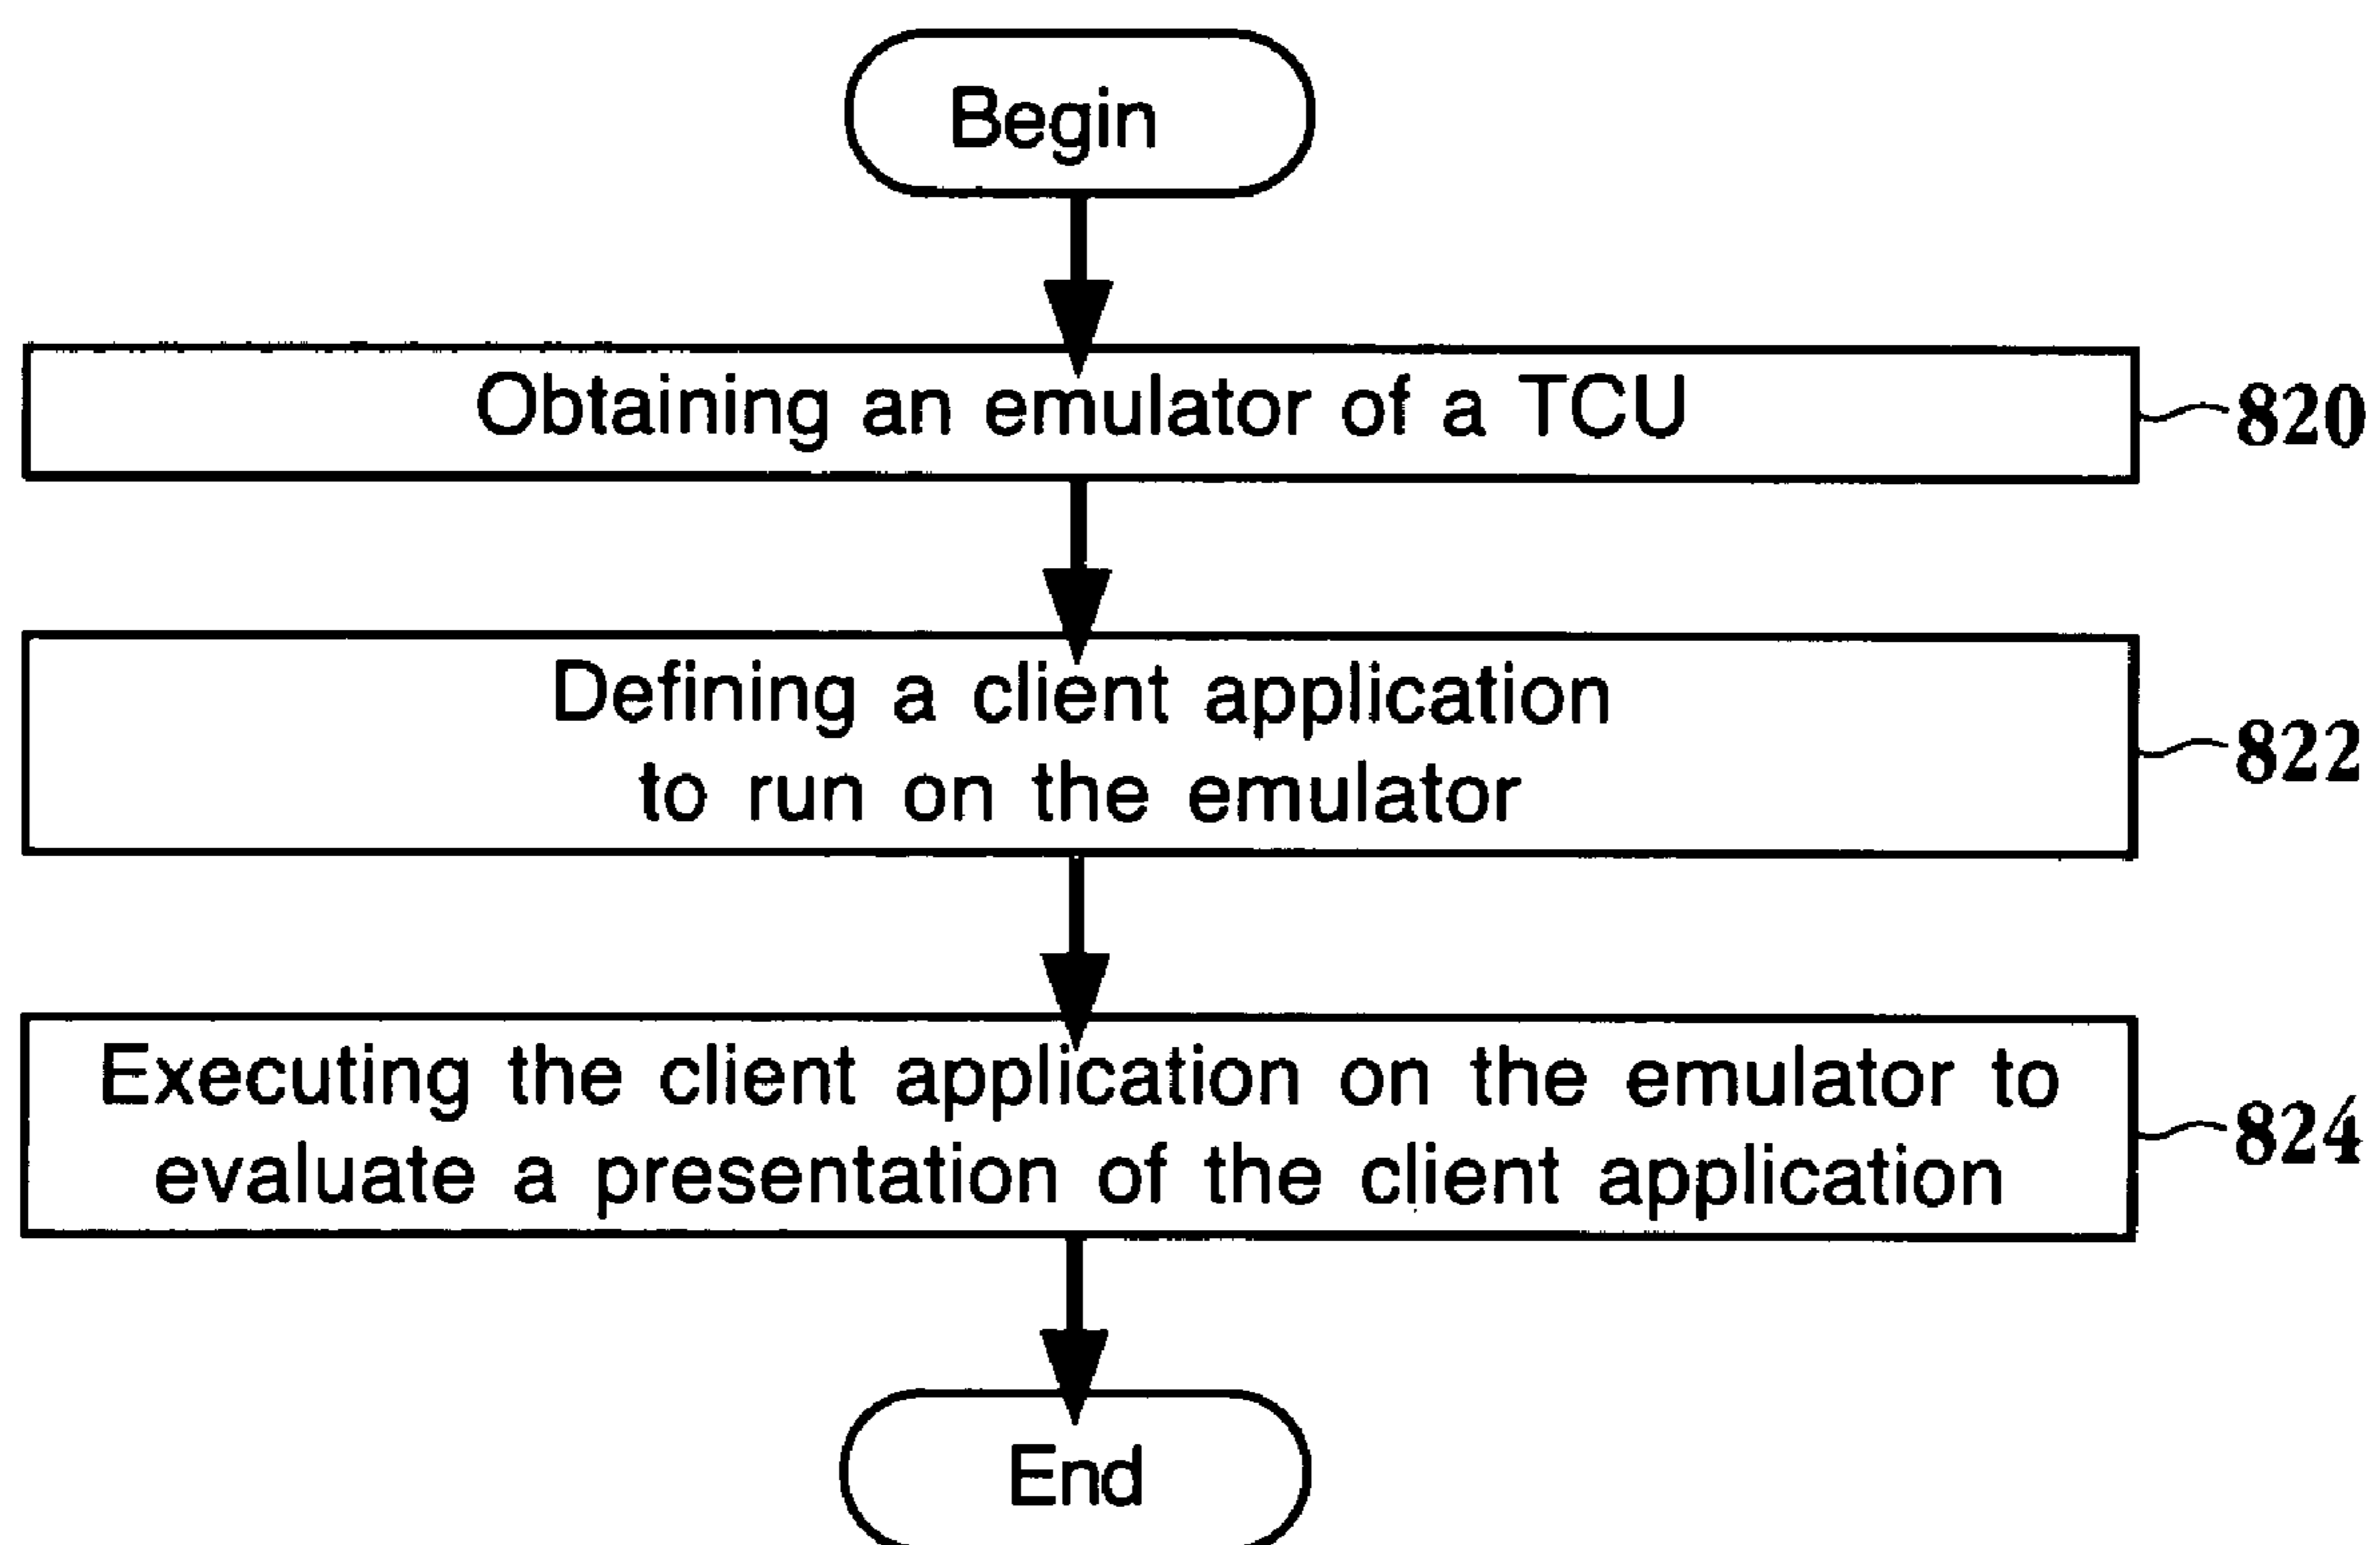 Begin
Obtaining an emulator of a TCU
820
Defining a client application
to run on the emulator
822
Executing the client application on the emulator to
evaluate a presentation of the client application
824
End